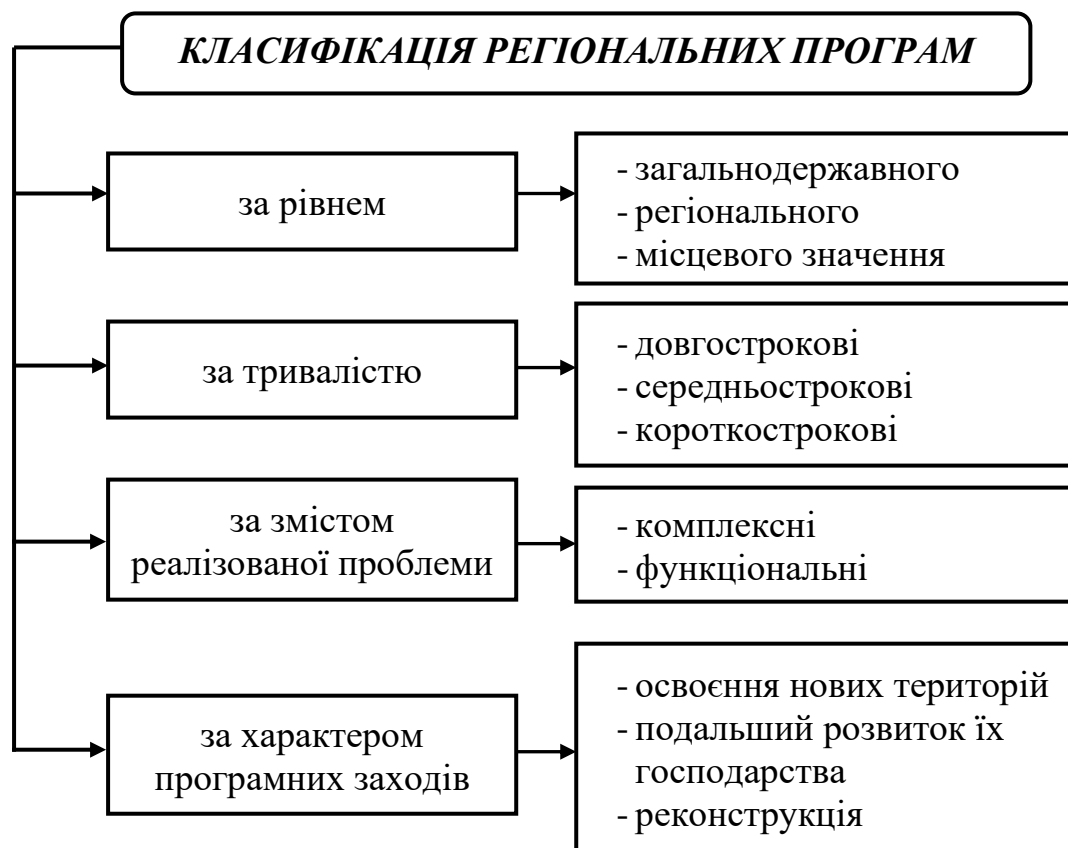 КЛАСИФІКАЦІЯ РЕГІОНАЛЬНИХ ПРОГРАМ
за рівнем
- загальнодержавного
- регіонального
- місцевого значення
за тривалістю
- довгострокові
- середньострокові
- короткострокові
за змістом
реалізованої проблеми
- комплексні
- функціональні
за характером
програмних заходів
- освоєння нових територій
- подальший розвиток їх
господарства
- реконструкція